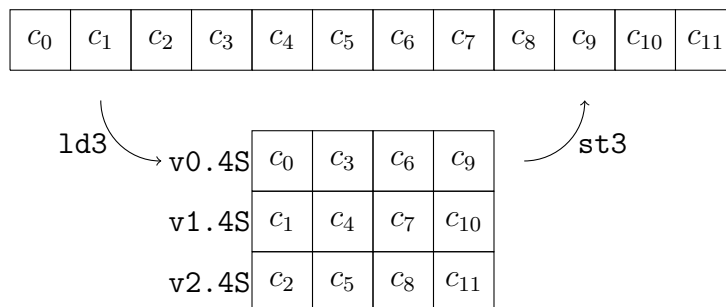 c₀ c₁ c₂ c₃ c₄ c₅ c₆ c₇ c₈ c₉ c₁₀ c₁₁
ld3 st3
v0.4S c₀ c₃ c₆ c₉
v1.4S c₁ c₄ c₇ c₁₀
v2.4S c₂ c₅ c₈ c₁₁